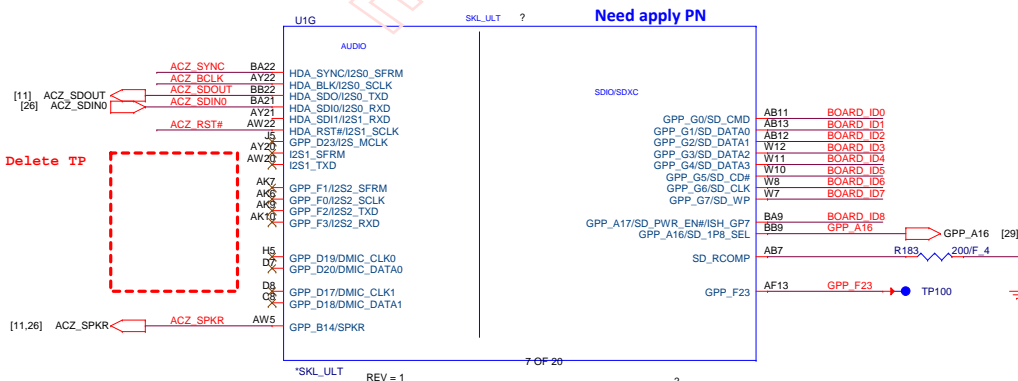 U1G
SKL_ULT
?
Need apply PN
AUDIO
SDIO/SDXC
ACZ_SYNC BA22 HDA_SYNC/I2S0_SFRM
ACZ_BCLK AY22 HDA_BLK/I2S0_SCLK
[11] ACZ_SDOUT ACZ_SDOUT BB22 HDA_SDO/I2S0_TXD
[26] ACZ_SDIN0 ACZ_SDIN0 BA21 HDA_SDI0/I2S0_RXD
AY21 HDA_SDI1/I2S1_RXD
ACZ_RST# AW22 HDA_RST#/I2S1_SCLK
J5 GPP_D23/I2S_MCLK
AY20 I2S1_SFRM
AW20 I2S1_TXD
Delete TP
AK7 GPP_F1/I2S2_SFRM
AK6 GPP_F0/I2S2_SCLK
AK9 GPP_F2/I2S2_TXD
AK10 GPP_F3/I2S2_RXD
H5 GPP_D19/DMIC_CLK0
D7 GPP_D20/DMIC_DATA0
D8 GPP_D17/DMIC_CLK1
C8 GPP_D18/DMIC_DATA1
[11,26] ACZ_SPKR ACZ_SPKR AW5 GPP_B14/SPKR
GPP_G0/SD_CMD AB11 BOARD_ID0
GPP_G1/SD_DATA0 AB13 BOARD_ID1
GPP_G2/SD_DATA1 AB12 BOARD_ID2
GPP_G3/SD_DATA2 W12 BOARD_ID3
GPP_G4/SD_DATA3 W11 BOARD_ID4
GPP_G5/SD_CD# W10 BOARD_ID5
GPP_G6/SD_CLK W8 BOARD_ID6
GPP_G7/SD_WP W7 BOARD_ID7
GPP_A17/SD_PWR_EN#/ISH_GP7 BA9 BOARD_ID8
GPP_A16/SD_1P8_SEL BB9 GPP_A16 GPP_A16 [29]
SD_RCOMP AB7 R183 200/F_4
GPP_F23 AF13 GPP_F23 TP100
7 OF 20
*SKL_ULT
REV = 1
?